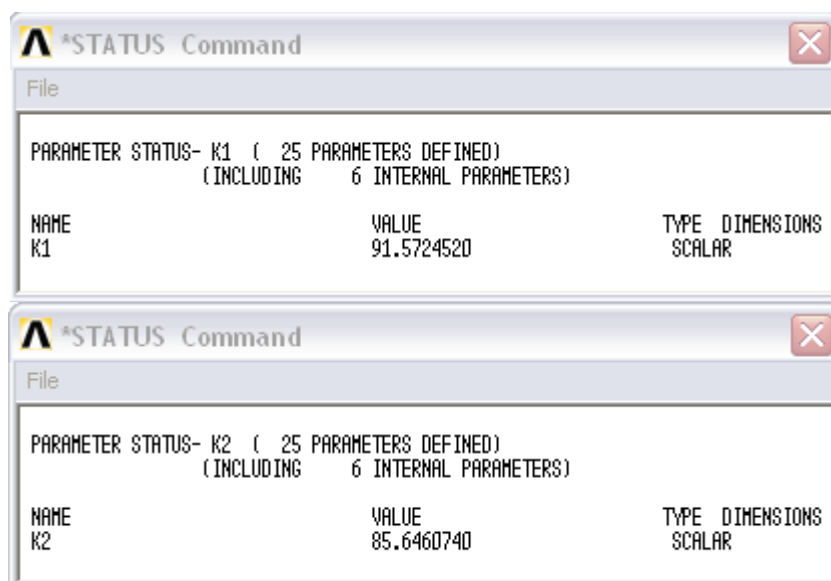 *STATUS Command
File
PARAMETER STATUS- K1 ( 25 PARAMETERS DEFINED)
(INCLUDING 6 INTERNAL PARAMETERS)
NAME VALUE TYPE DIMENSIONS
K1 91.5724520 SCALAR
*STATUS Command
File
PARAMETER STATUS- K2 ( 25 PARAMETERS DEFINED)
(INCLUDING 6 INTERNAL PARAMETERS)
NAME VALUE TYPE DIMENSIONS
K2 85.6460740 SCALAR